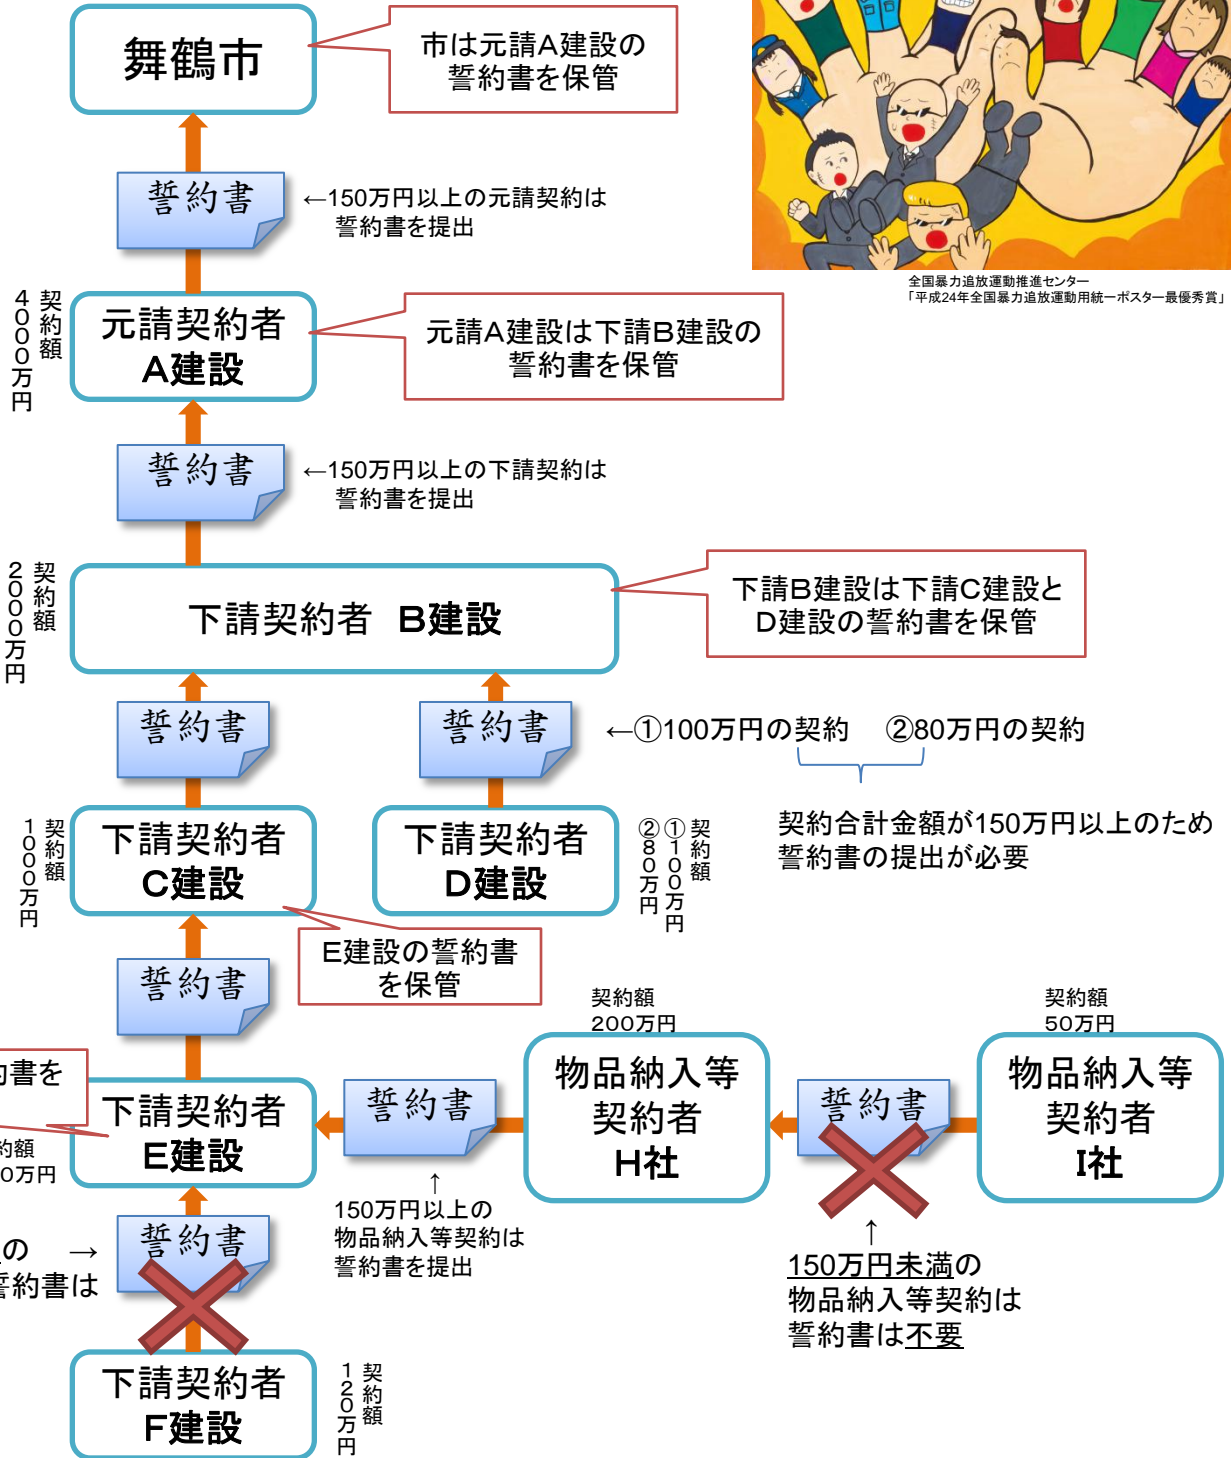 舞鶴市
市は元請A建設の
誓約書を保管
誓約書
←150万円以上の元請契約は
誓約書を提出
全国暴力追放運動推進センター
「平成24年全国暴力追放運動用統一ポスター最優秀賞」
契約額
4000万円
元請契約者
A建設
元請A建設は下請B建設の
誓約書を保管
誓約書
←150万円以上の下請契約は
誓約書を提出
契約額
2000万円
下請契約者 B建設
下請B建設は下請C建設と
D建設の誓約書を保管
誓約書
誓約書
←①100万円の契約 ②80万円の契約
契約合計金額が150万円以上のため
誓約書の提出が必要
契約額
1000万円
下請契約者
C建設
下請契約者
D建設
契約額
①100万円
②80万円
E建設の誓約書
を保管
誓約書
約書を
約額
0万円
下請契約者
E建設
誓約書
↑
150万円以上の
物品納入等契約は
誓約書を提出
契約額
200万円
物品納入等
契約者
H社
誓約書
↑
150万円未満の
物品納入等契約は
誓約書は不要
契約額
50万円
物品納入等
契約者
I社
の →
誓約書は
誓約書
下請契約者
F建設
契約額
120万円